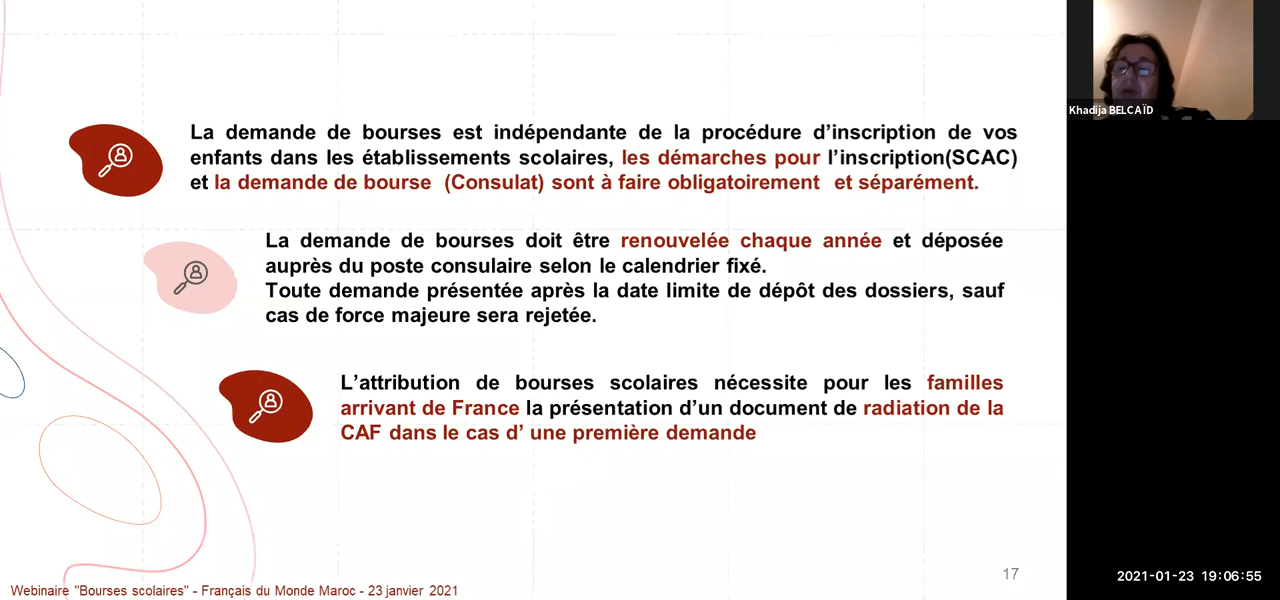 La demande de bourses est indépendante de la procédure d’inscription de vos
enfants dans les établissements scolaires, les démarches pour l’inscription(SCAC)
et la demande de bourse (Consulat) sont à faire obligatoirement et séparément.
La demande de bourses doit être renouvelée chaque année et déposée
auprès du poste consulaire selon le calendrier fixé.
Toute demande présentée après la date limite de dépôt des dossiers, sauf
cas de force majeure sera rejetée.
L’attribution de bourses scolaires nécessite pour les familles
arrivant de France la présentation d’un document de radiation de la
CAF dans le cas d’ une première demande
17
Webinaire "Bourses scolaires" - Français du Monde Maroc - 23 janvier 2021
Khadija BELCAÏD
2021-01-23 19:06:55